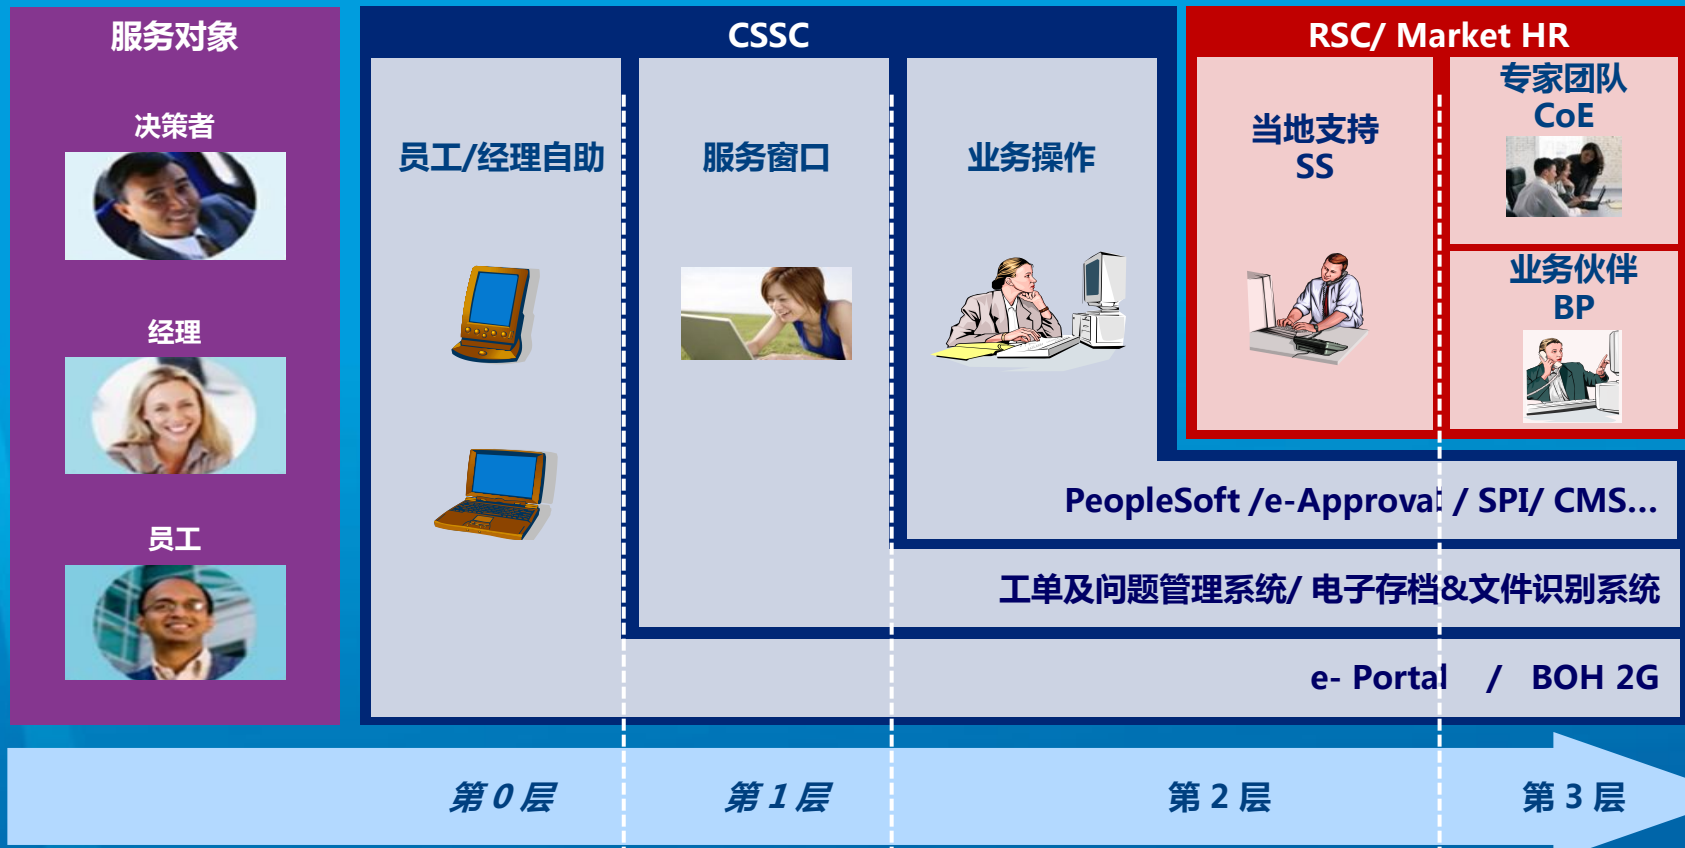 服务对象
决策者
经理
员工
CSSC
员工/经理自助
服务窗口
业务操作
RSC/ Market HR
当地支持
SS
专家团队
CoE
业务伙伴
BP
PeopleSoft /e-Approval / SPI/ CMS...
工单及问题管理系统/ 电子存档&文件识别系统
e- Portal / BOH 2G
第 0 层
第 1 层
第 2 层
第 3 层